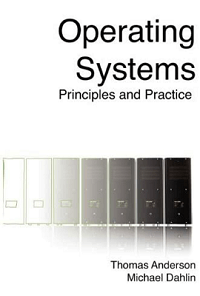 Operating
Systems
Principles and Practice
Thomas Anderson
Michael Dahlin